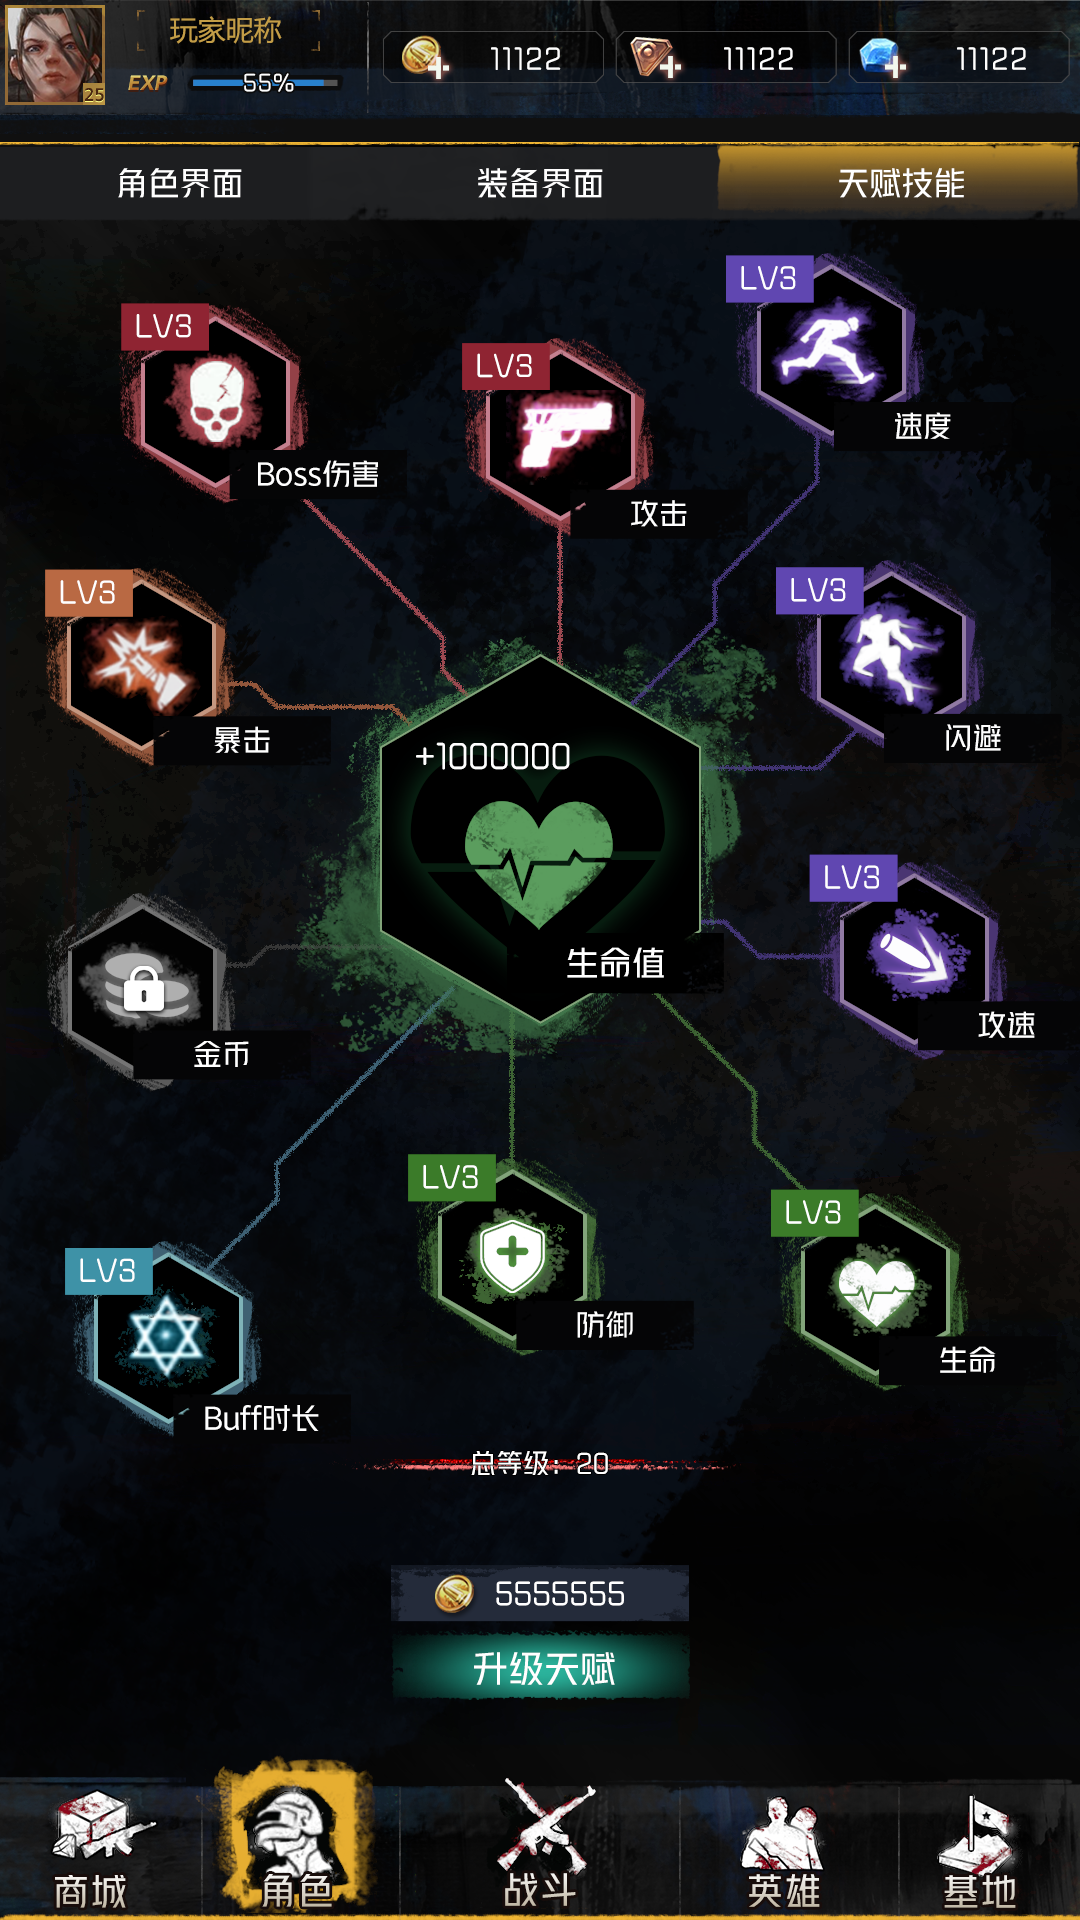 玩家昵称
25
EXP
55%
11122
11122
11122
角色界面
装备界面
天赋技能
LV3
速度
LV3
Boss伤害
LV3
攻击
LV3
暴击
LV3
闪避
+1000000
生命值
LV3
攻速
金币
LV3
防御
LV3
生命
LV3
Buff时长
总等级：20
5555555
升级天赋
商城
角色
战斗
英雄
基地